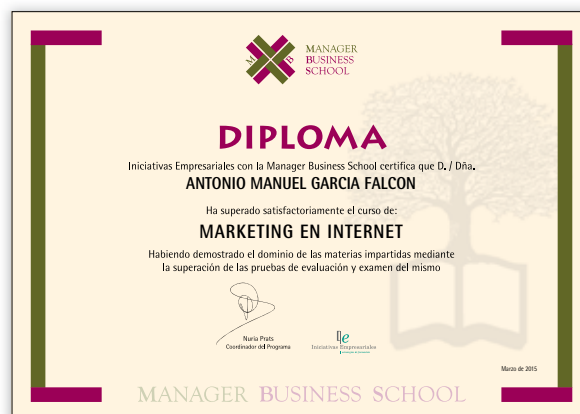 M B
MANAGER
BUSINESS
SCHOOL
DIPLOMA
Iniciativas Empresariales con la Manager Business School certifica que D. / Dña.
ANTONIO MANUEL GARCIA FALCON
Ha superado satisfactoriamente el curso de:
MARKETING EN INTERNET
Habiendo demostrado el dominio de las materias impartidas mediante
la superación de las pruebas de evaluación y examen del mismo
Nuria Prats
Coordinador del Programa
Iniciativas Empresariales
Marzo de 2015
MANAGER BUSINESS SCHOOL